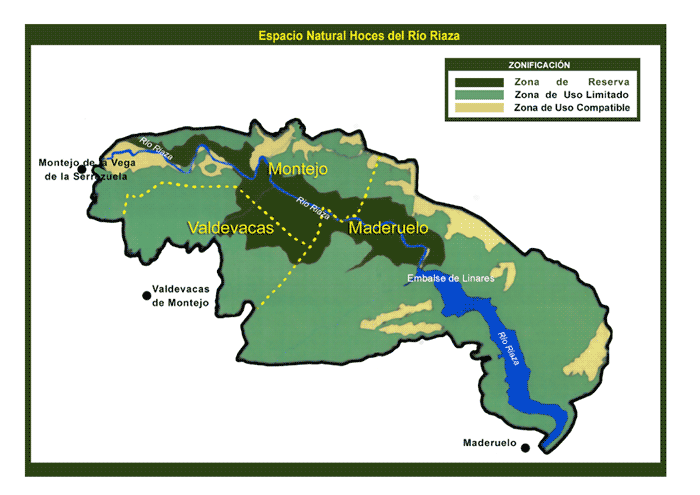 Espacio Natural Hoces del Río Riaza
ZONIFICACIÓN
Zona de Reserva
Zona de Uso Limitado
Zona de Uso Compatible
Río Riaza
Montejo de la Vega
de la Serrezuela
Montejo
Río Riaza
Valdevacas
Maderuelo
Embalse de Linares
Valdevacas
de Montejo
Río Riaza
Maderuelo